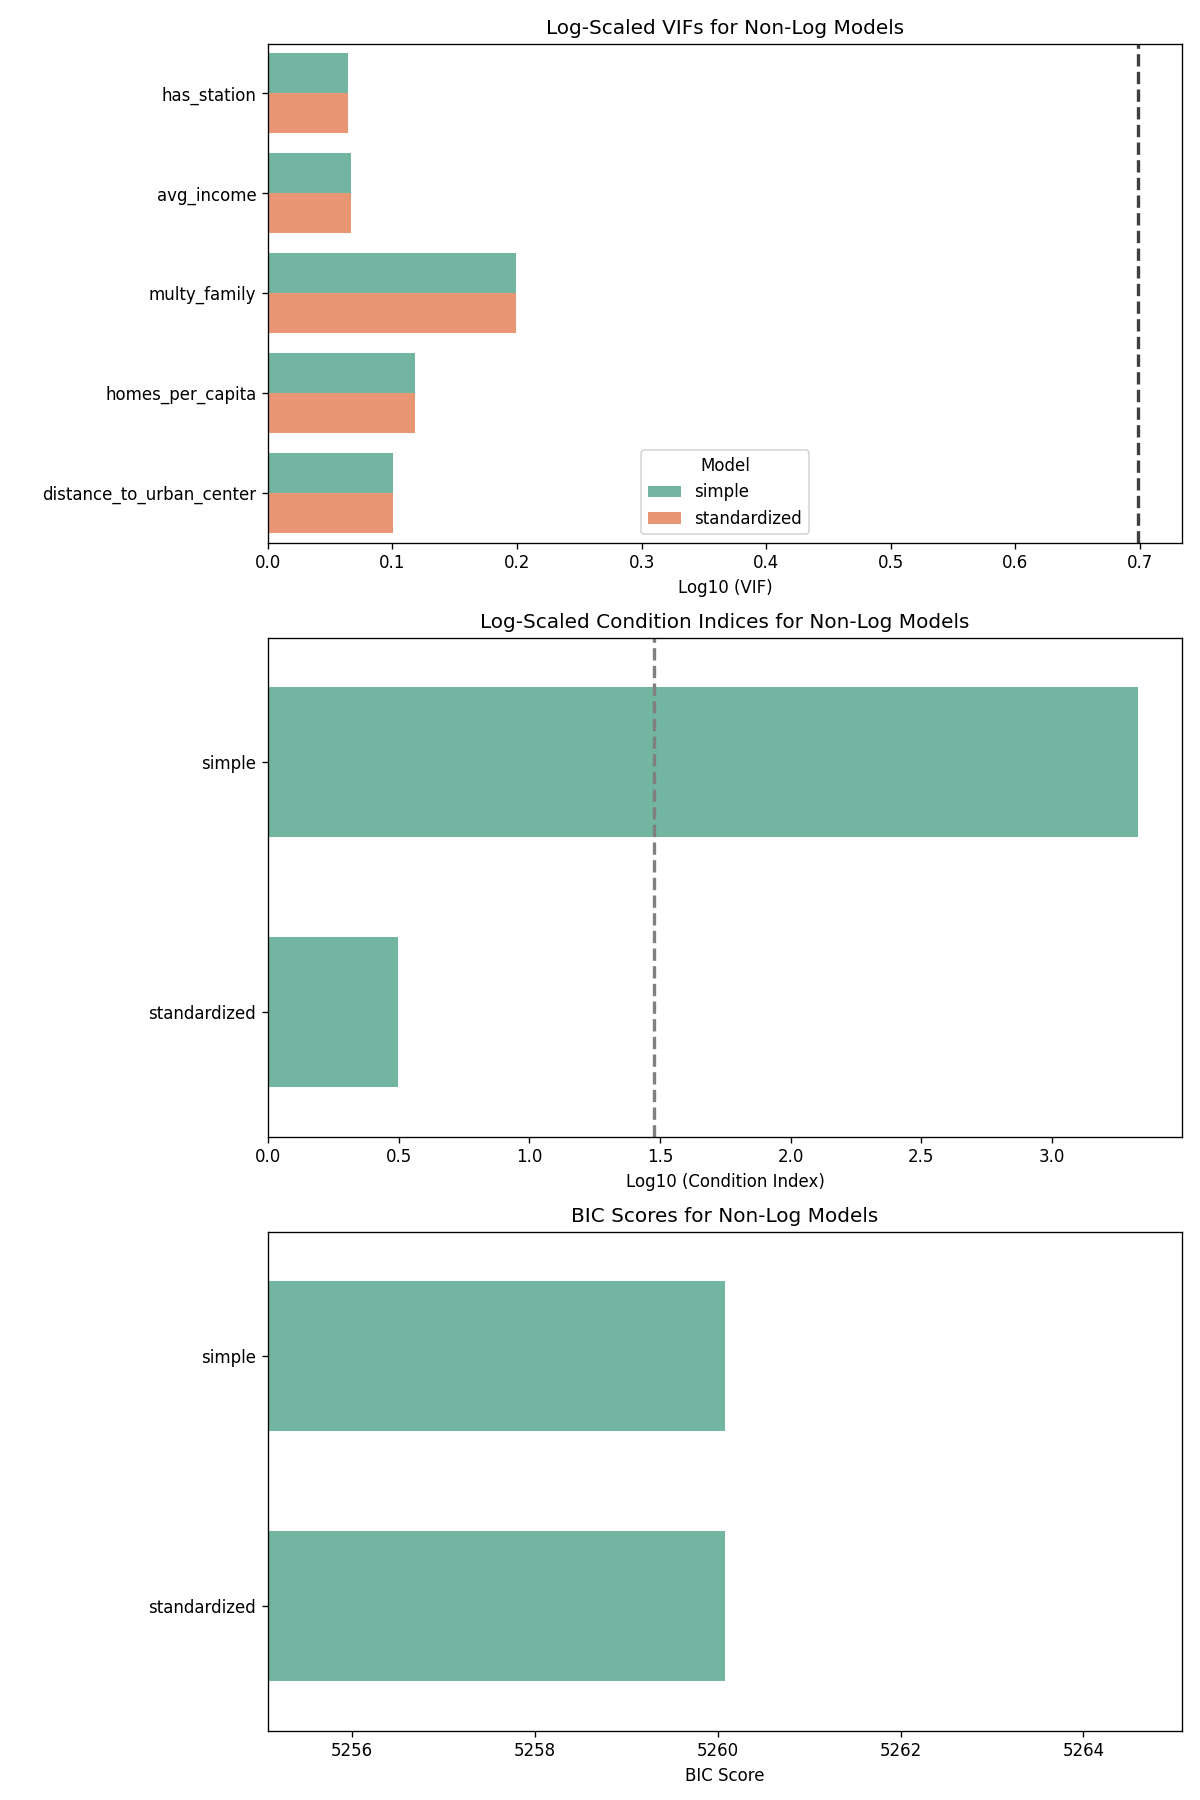 Log-Scaled VIFs for Non-Log Models
has_station
avg_income
multy_family
homes_per_capita
distance_to_urban_center
Model
simple
standardized
0.0 0.1 0.2 0.3 0.4 0.5 0.6 0.7
Log10 (VIF)
Log-Scaled Condition Indices for Non-Log Models
simple
standardized
0.0 0.5 1.0 1.5 2.0 2.5 3.0
Log10 (Condition Index)
BIC Scores for Non-Log Models
simple
standardized
5256 5258 5260 5262 5264
BIC Score